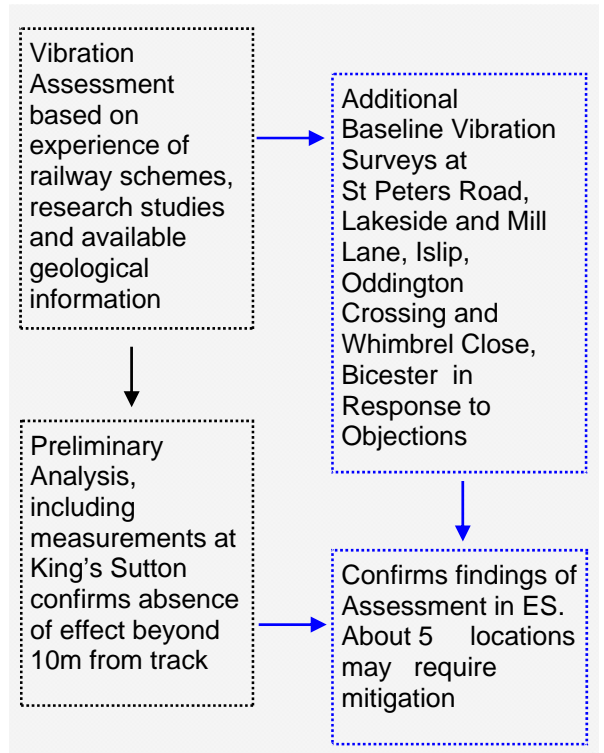 Vibration
Assessment
based on
experience of
railway schemes,
research studies
and available
geological
information
Additional
Baseline Vibration
Surveys at
St Peters Road,
Lakeside and Mill
Lane, Islip,
Oddington
Crossing and
Whimbrel Close,
Bicester in
Response to
Objections
Preliminary
Analysis,
including
measurements at
King’s Sutton
confirms absence
of effect beyond
10m from track
Confirms findings of
Assessment in ES.
About 5 locations
may require
mitigation